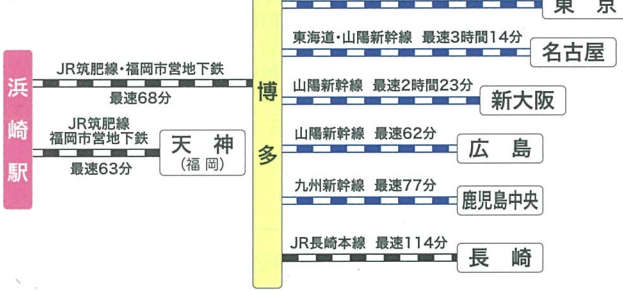 東京
東海道・山陽新幹線 最速3時間14分
名古屋
JR筑肥線・福岡市営地下鉄
最速68分
山陽新幹線 最速2時間23分
新大阪
浜崎駅
博多
JR筑肥線
福岡市営地下鉄
最速63分
天神
(福岡)
山陽新幹線 最速62分
広島
九州新幹線 最速77分
鹿児島中央
JR長崎本線 最速114分
長崎